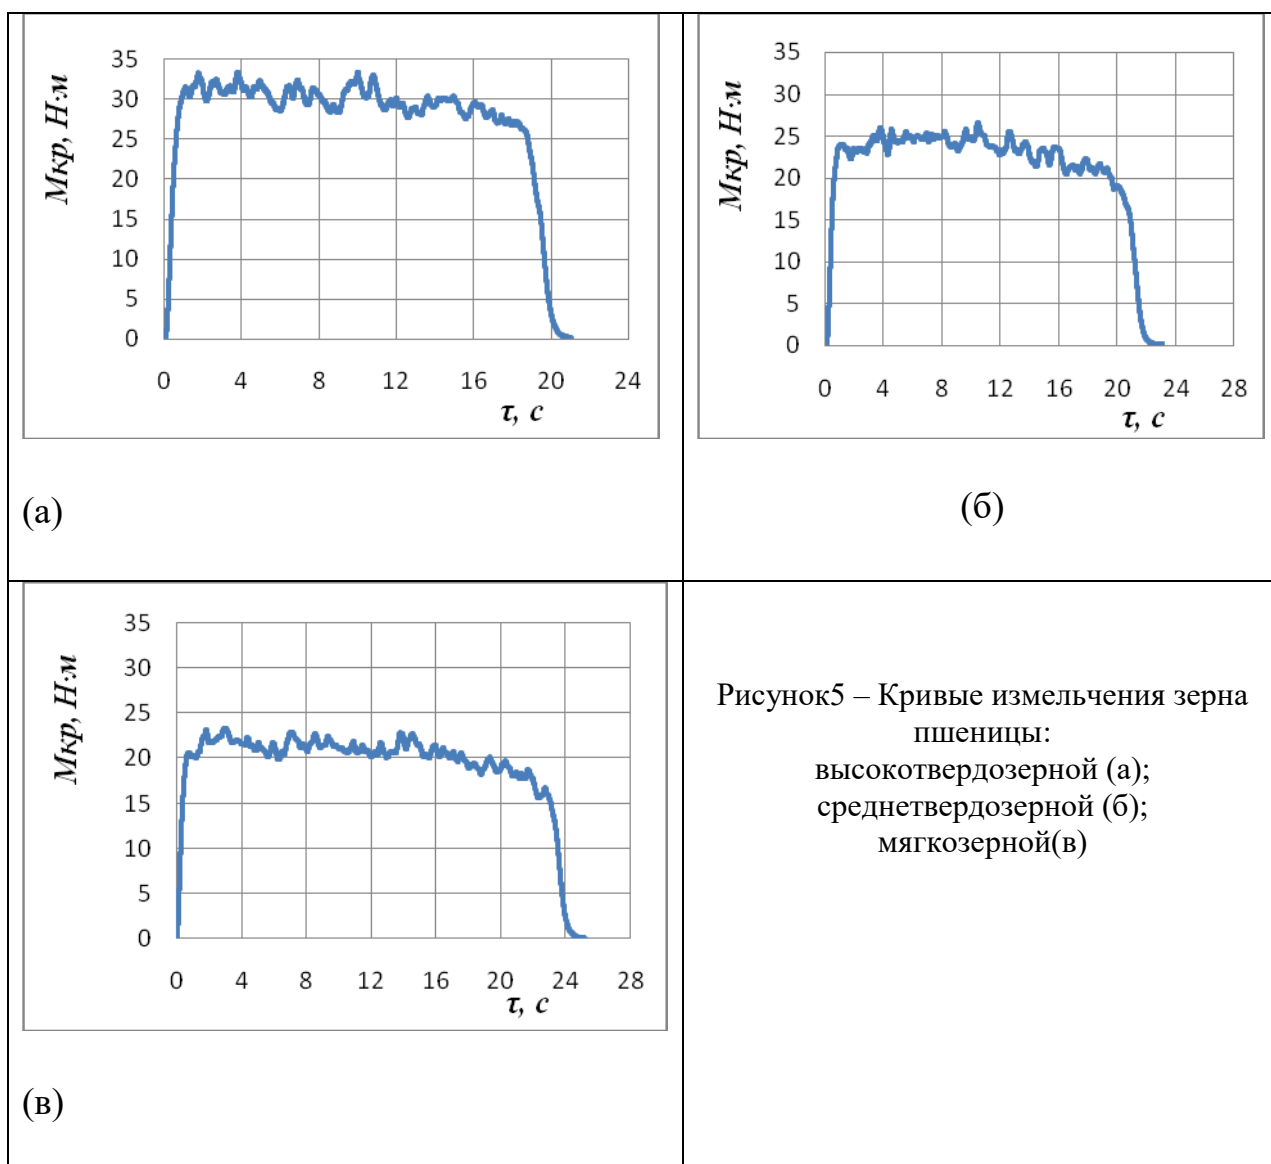 35
30
25
20
15
10
5
0
Мкр, Н·м
0 4 8 12 16 20 24
τ, с
(а)
35
30
25
20
15
10
5
0
Мкр, Н·м
0 4 8 12 16 20 24 28
τ, с
(б)
35
30
25
20
15
10
5
0
Мкр, Н·м
0 4 8 12 16 20 24 28
τ, с
(в)
Рисунок5 – Кривые измельчения зерна
пшеницы:
высокотвердозерной (а);
среднетвердозерной (б);
мягкозерной(в)